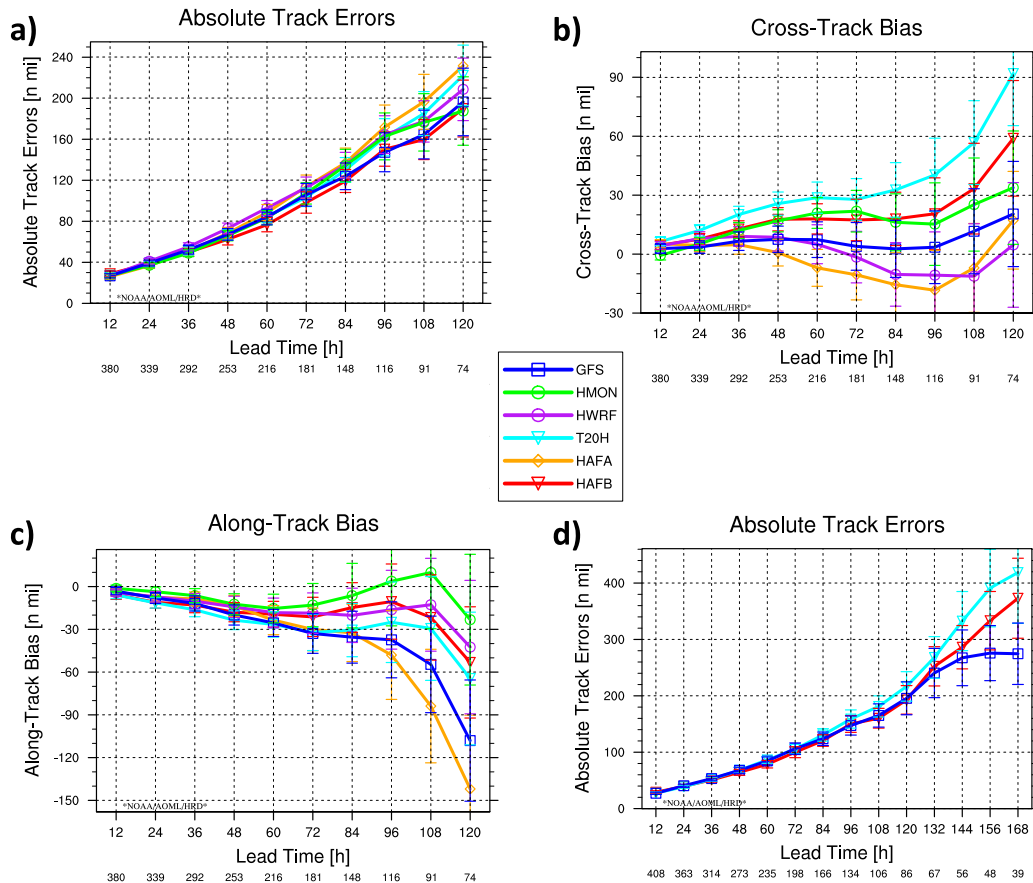 a)
Absolute Track Errors
Absolute Track Errors [n mi]
240
200
160
120
80
40
0
*NOAA/AOML/HRD*
12 24 36 48 60 72 84 96 108 120
Lead Time [h]
380 339 292 253 216 181 148 116 91 74
b)
Cross-Track Bias
Cross-Track Bias [n mi]
90
60
30
0
-30
*NOAA/AOML/HRD*
12 24 36 48 60 72 84 96 108 120
Lead Time [h]
380 339 292 253 216 181 148 116 91 74
GFS
HMON
HWRF
T20H
HAFA
HAFB
c)
Along-Track Bias
Along-Track Bias [n mi]
0
-30
-60
-90
-120
-150
*NOAA/AOML/HRD*
12 24 36 48 60 72 84 96 108 120
Lead Time [h]
380 339 292 253 216 181 148 116 91 74
d)
Absolute Track Errors
Absolute Track Errors [n mi]
400
300
200
100
0
*NOAA/AOML/HRD*
12 24 36 48 60 72 84 96 108 120 132 144 156 168
Lead Time [h]
408 363 314 273 235 198 166 134 106 86 67 56 48 39